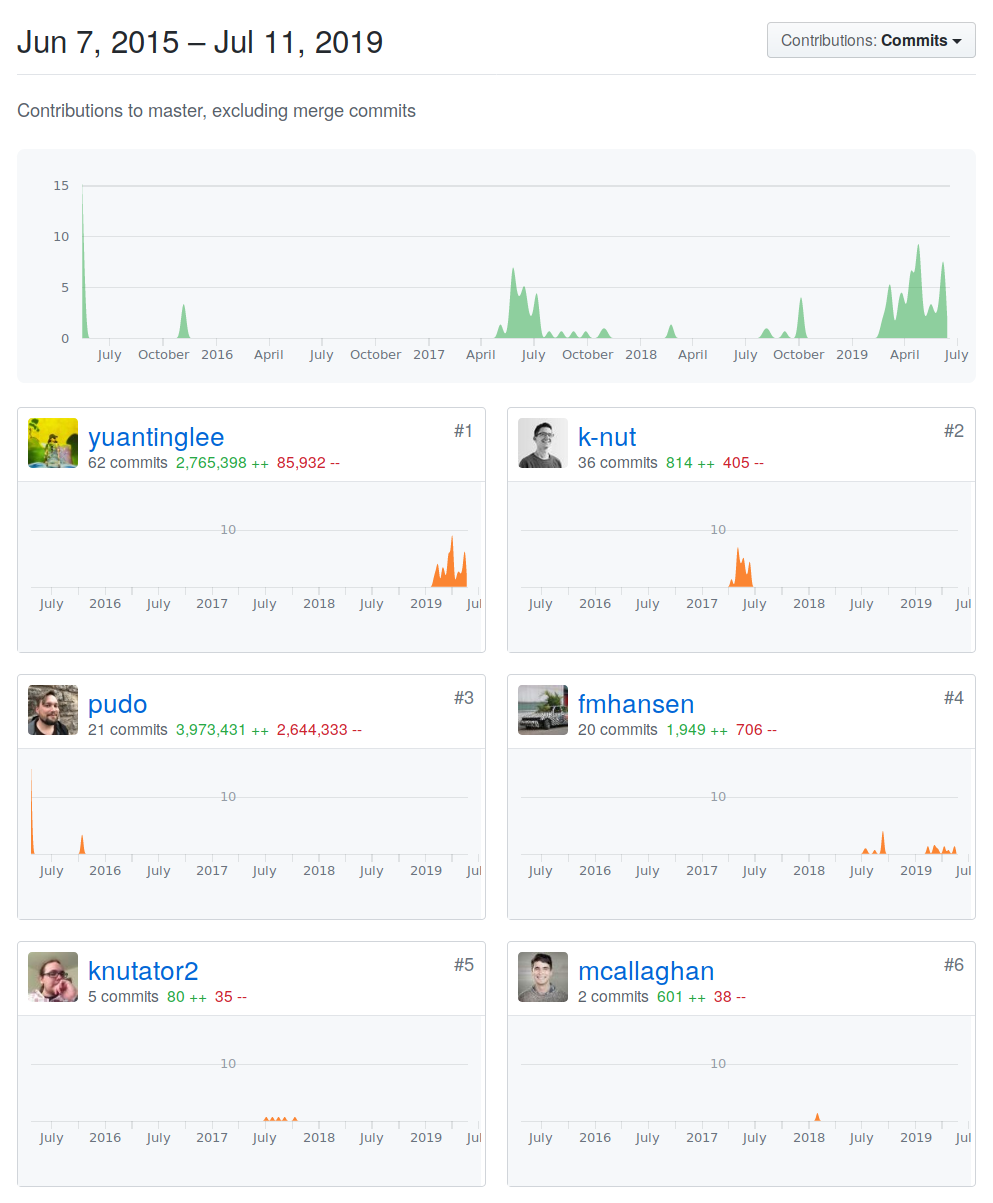 Jun 7, 2015 – Jul 11, 2019
Contributions: Commits
Contributions to master, excluding merge commits
15
10
5
0
July October 2016 April July October 2017 April July October 2018 April July October 2019 April July
yuantinglee #1
62 commits 2,765,398 ++ 85,932 --
10
July 2016 July 2017 July 2018 July 2019 Jul
k-nut #2
36 commits 814 ++ 405 --
10
July 2016 July 2017 July 2018 July 2019 Jul
pudo #3
21 commits 3,973,431 ++ 2,644,333 --
10
July 2016 July 2017 July 2018 July 2019 Jul
fmhansen #4
20 commits 1,949 ++ 706 --
10
July 2016 July 2017 July 2018 July 2019 Jul
knutator2 #5
5 commits 80 ++ 35 --
10
July 2016 July 2017 July 2018 July 2019 Jul
mcallaghan #6
2 commits 601 ++ 38 --
10
July 2016 July 2017 July 2018 July 2019 Jul